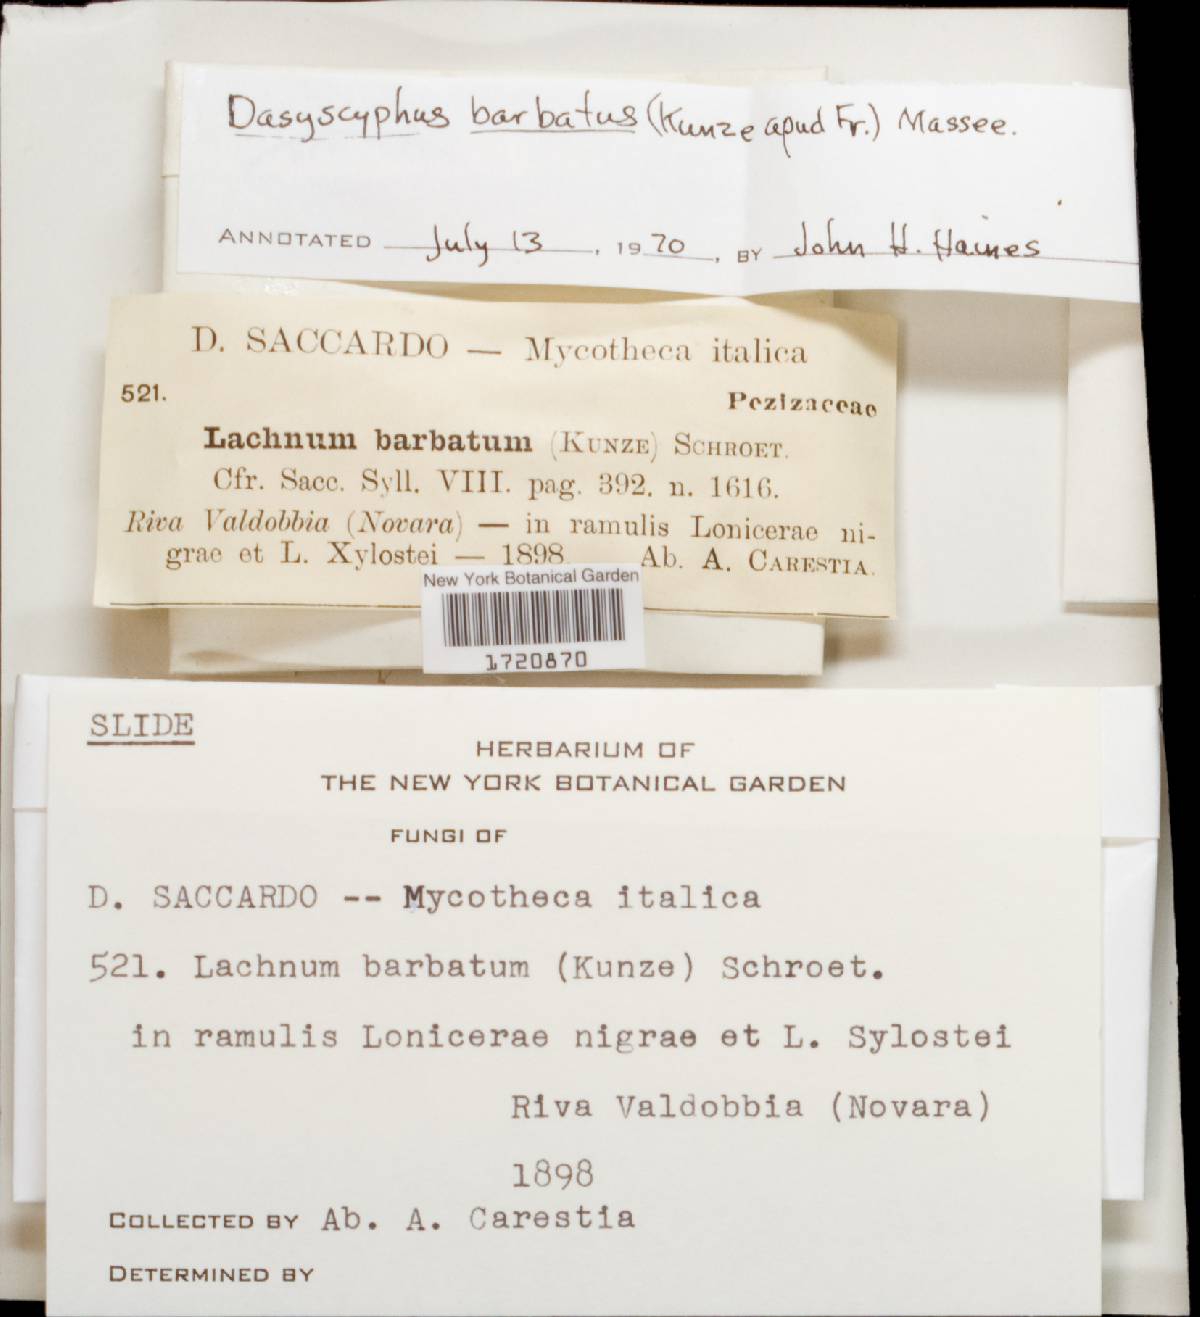 Dasyscyphus barbatus (Kunze apud Fr.) Massee.
ANNOTATED July 13, 1970, BY John H. Haines
D. SACCARDO — Mycotheca italica
521.
Pezizaceae
Lachnum barbatum (KUNZE) SCHROET.
Cfr. Sacc. Syll. VIII. pag. 392. n. 1616.
Riva Valdobbia (Novara) — in ramulis Lonicerae ni-
grae et L. Xylostei — 1898 Ab. A. CARESTIA.
New York Botanical Garden
1720870
SLIDE
HERBARIUM OF
THE NEW YORK BOTANICAL GARDEN
FUNGI OF
D. SACCARDO -- Mycotheca italica
521. Lachnum barbatum (Kunze) Schroet.
in ramulis Lonicerae nigrae et L. Sylostei
Riva Valdobbia (Novara)
1898
COLLECTED BY Ab. A. Carestia
DETERMINED BY